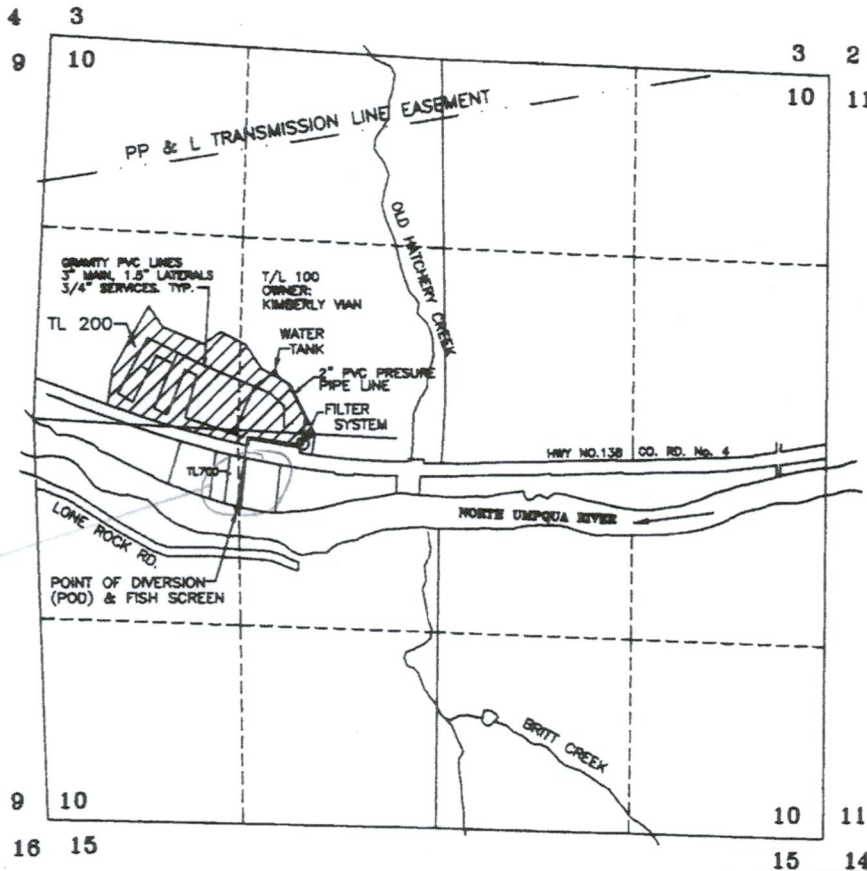 4 3
3 2
9 10
10 11
PP & L TRANSMISSION LINE EASEMENT
OLD HATCHERY CREEK
GRAVITY PVC LINES
3" MAIN, 1.5" LATERALS
3/4" SERVICES. TYP.
T/L 100
OWNER:
KIMBERLY VIAN
TL 200
WATER
TANK
2" PVC PRESURE
PIPE LINE
FILTER
SYSTEM
HWY NO.138 CO. RD. No. 4
TL700
NORTH UMPQUA RIVER
LONE ROCK RD.
POINT OF DIVERSION
(POD) & FISH SCREEN
BRITT CREEK
9 10
10 11
16 15
15 14